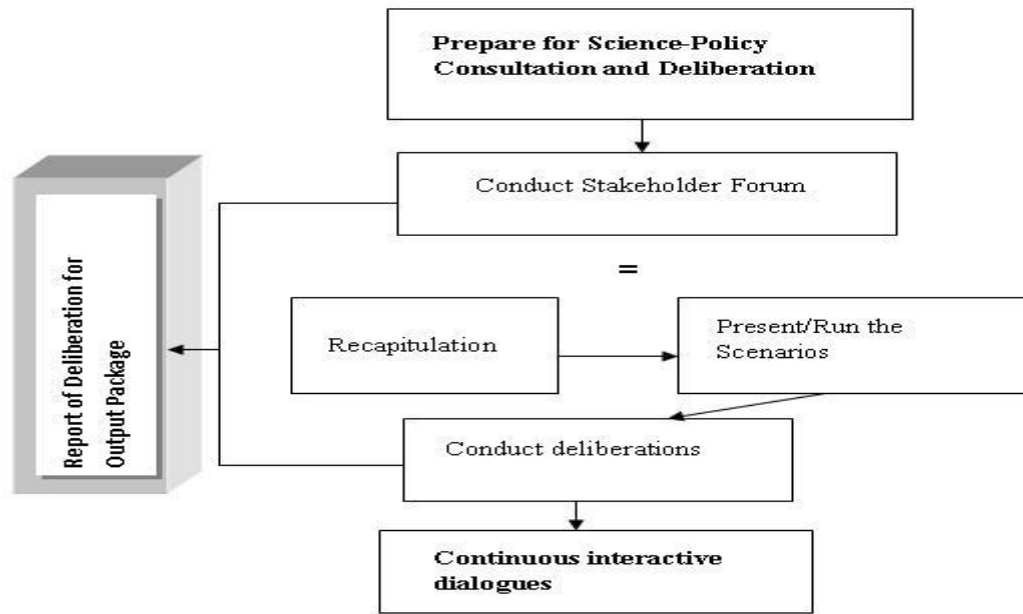 Prepare for Science-Policy
Consultation and Deliberation
Conduct Stakeholder Forum
=
Recapitulation
Present/Run the
Scenarios
Conduct deliberations
Continuous interactive
dialogues
Report of Deliberation for
Output Package